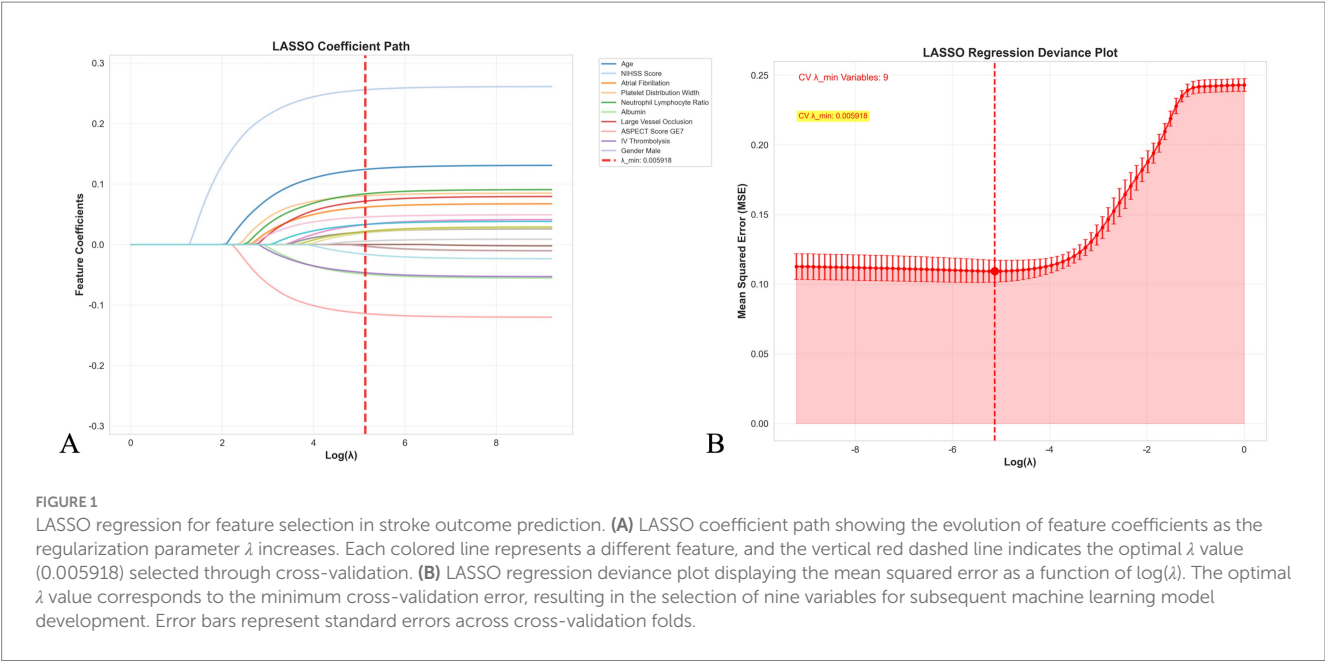 LASSO Coefficient Path
0.3
0.2
0.1
0.0
-0.1
-0.2
-0.3
Feature Coefficients
0
2
4
6
8
Log(λ)
Age
NIHSS Score
Atrial Fibrillation
Platelet Distribution Width
Neutrophil Lymphocyte Ratio
Albumin
Large Vessel Occlusion
ASPECT Score GE7
IV Thrombolysis
Gender Male
λ_min: 0.005918
A
LASSO Regression Deviance Plot
CV λ_min Variables: 9
CV λ_min: 0.005918
0.25
0.20
0.15
0.10
0.05
0.00
Mean Squared Error (MSE)
-8
-6
-4
-2
0
Log(λ)
B
FIGURE 1
LASSO regression for feature selection in stroke outcome prediction. (A) LASSO coefficient path showing the evolution of feature coefficients as the
regularization parameter λ increases. Each colored line represents a different feature, and the vertical red dashed line indicates the optimal λ value
(0.005918) selected through cross-validation. (B) LASSO regression deviance plot displaying the mean squared error as a function of log(λ). The optimal
λ value corresponds to the minimum cross-validation error, resulting in the selection of nine variables for subsequent machine learning model
development. Error bars represent standard errors across cross-validation folds.